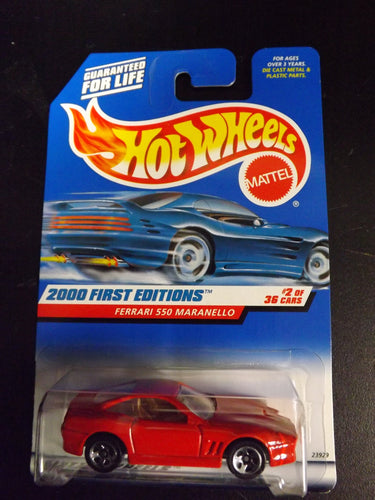 GUARANTEED
FOR LIFE
FOR AGES
OVER 3 YEARS.
DIE CAST METAL &
PLASTIC PARTS.
HOT WHEELS
MATTEL
®
2000 FIRST EDITIONS™
#2 OF
36 CARS
FERRARI 550 MARANELLO
23929